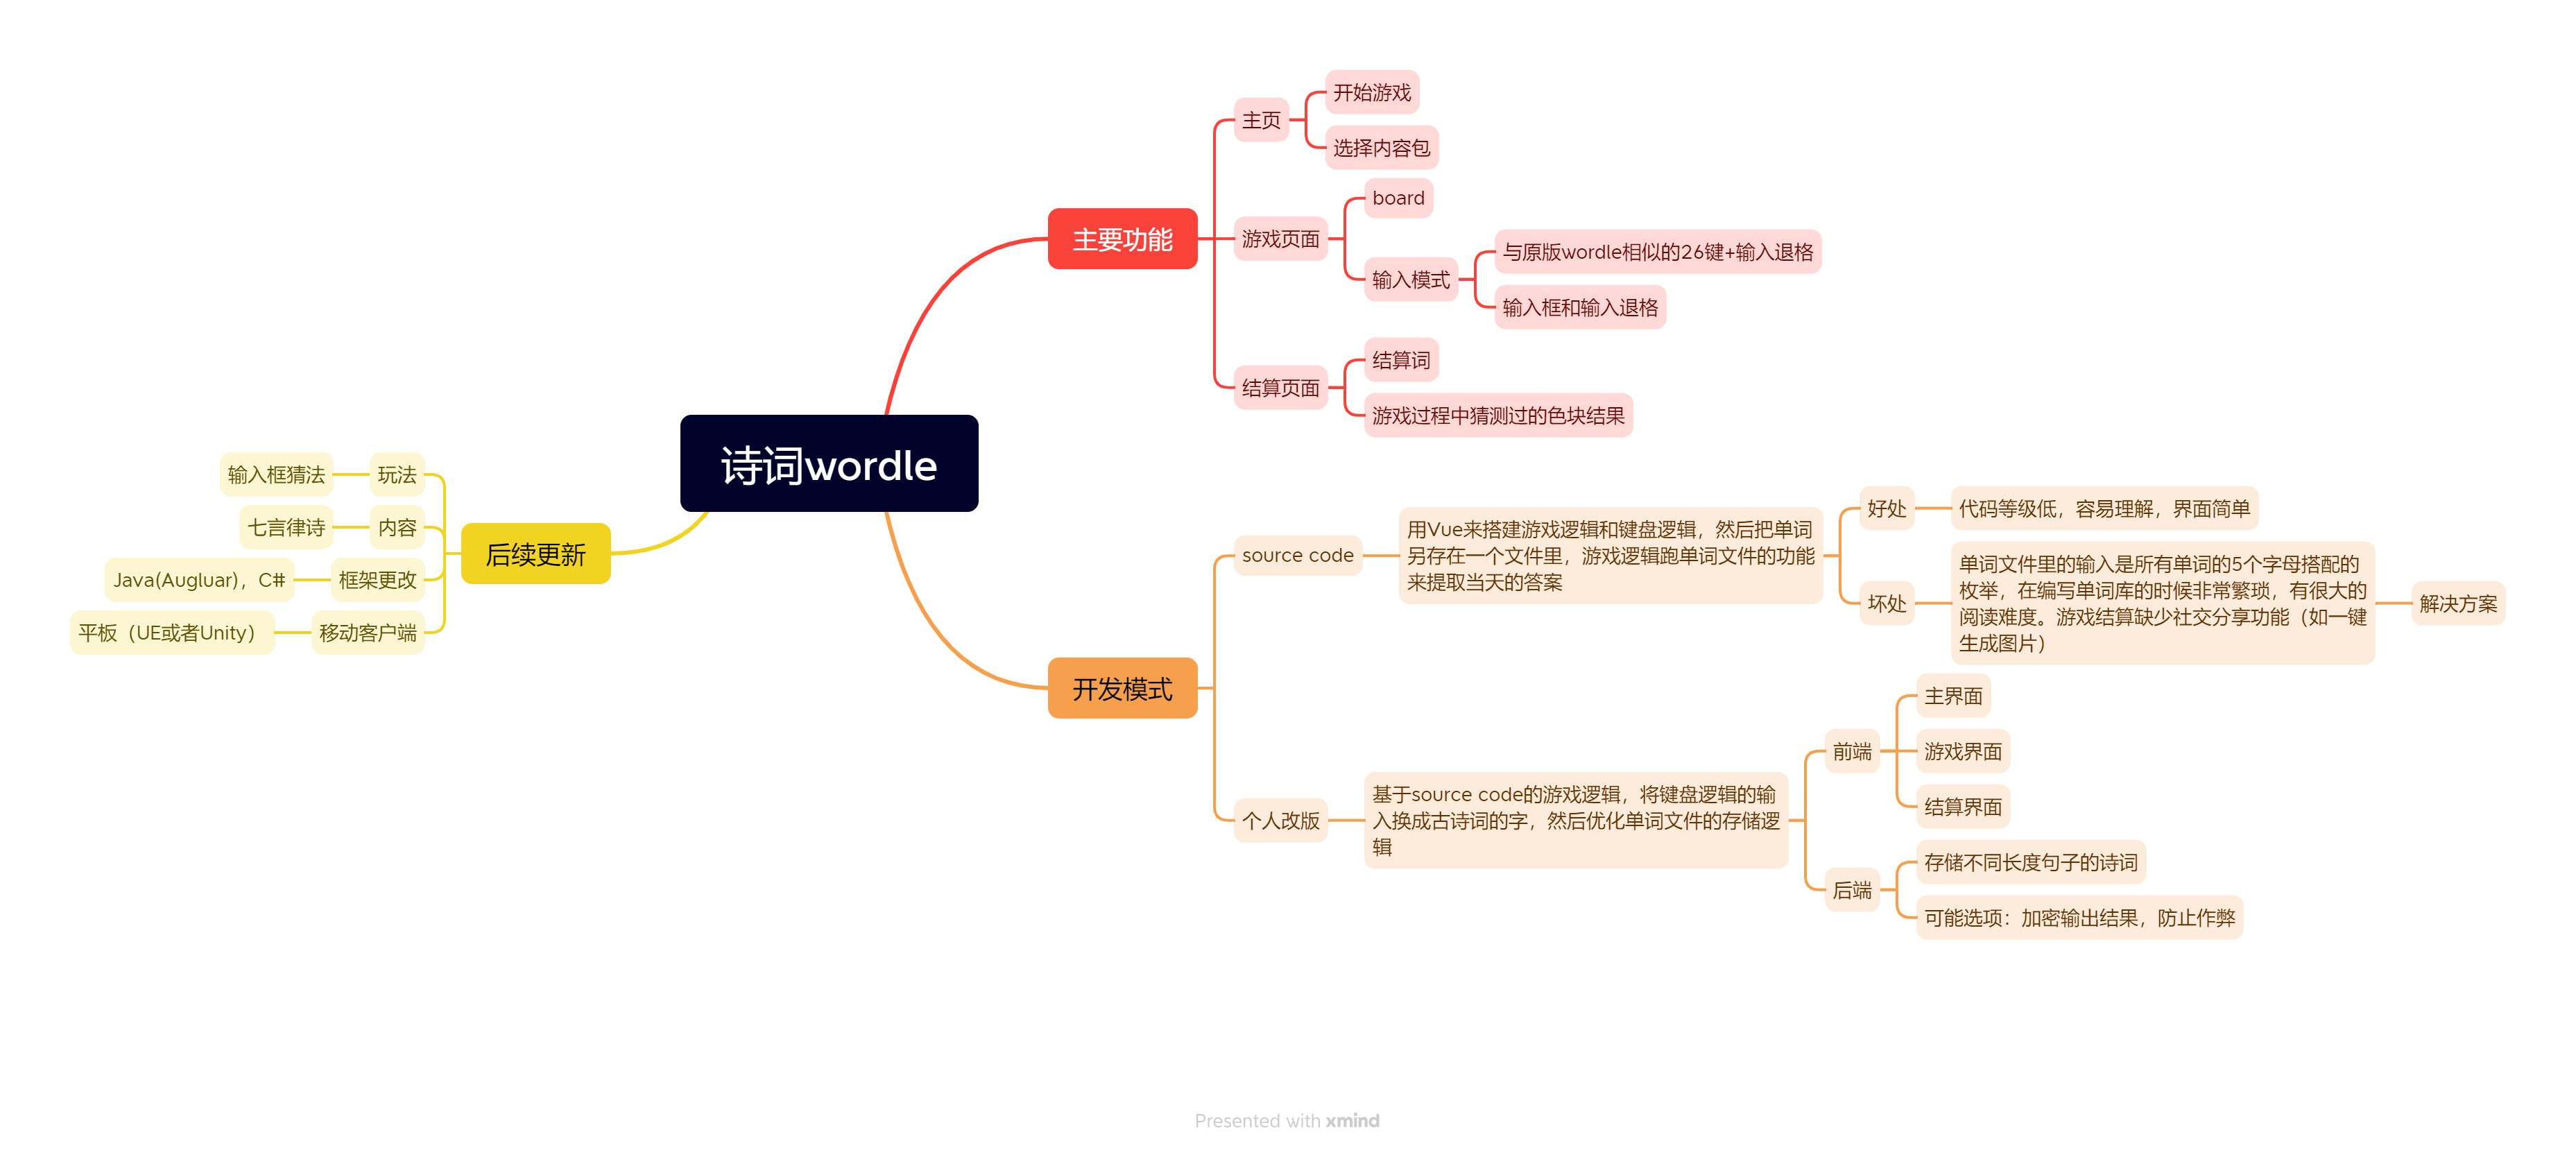 诗词wordle
主要功能
主页
开始游戏
选择内容包
游戏页面
board
输入模式
与原版wordle相似的26键+输入退格
输入框和输入退格
结算页面
结算词
游戏过程中猜测过的色块结果
开发模式
source code
用Vue来搭建游戏逻辑和键盘逻辑，然后把单词
另存在一个文件里，游戏逻辑跑单词文件的功能
来提取当天的答案
好处
代码等级低，容易理解，界面简单
坏处
单词文件里的输入是所有单词的5个字母搭配的
枚举，在编写单词库的时候非常繁琐，有很大的
阅读难度。游戏结算缺少社交分享功能（如一键
生成图片）
解决方案
个人改版
基于source code的游戏逻辑，将键盘逻辑的输
入换成古诗词的字，然后优化单词文件的存储逻
辑
前端
主界面
游戏界面
结算界面
后端
存储不同长度句子的诗词
可能选项：加密输出结果，防止作弊
后续更新
玩法
输入框猜法
内容
七言律诗
框架更改
Java(Augluar)，C#
移动客户端
平板（UE或者Unity）
Presented with xmind